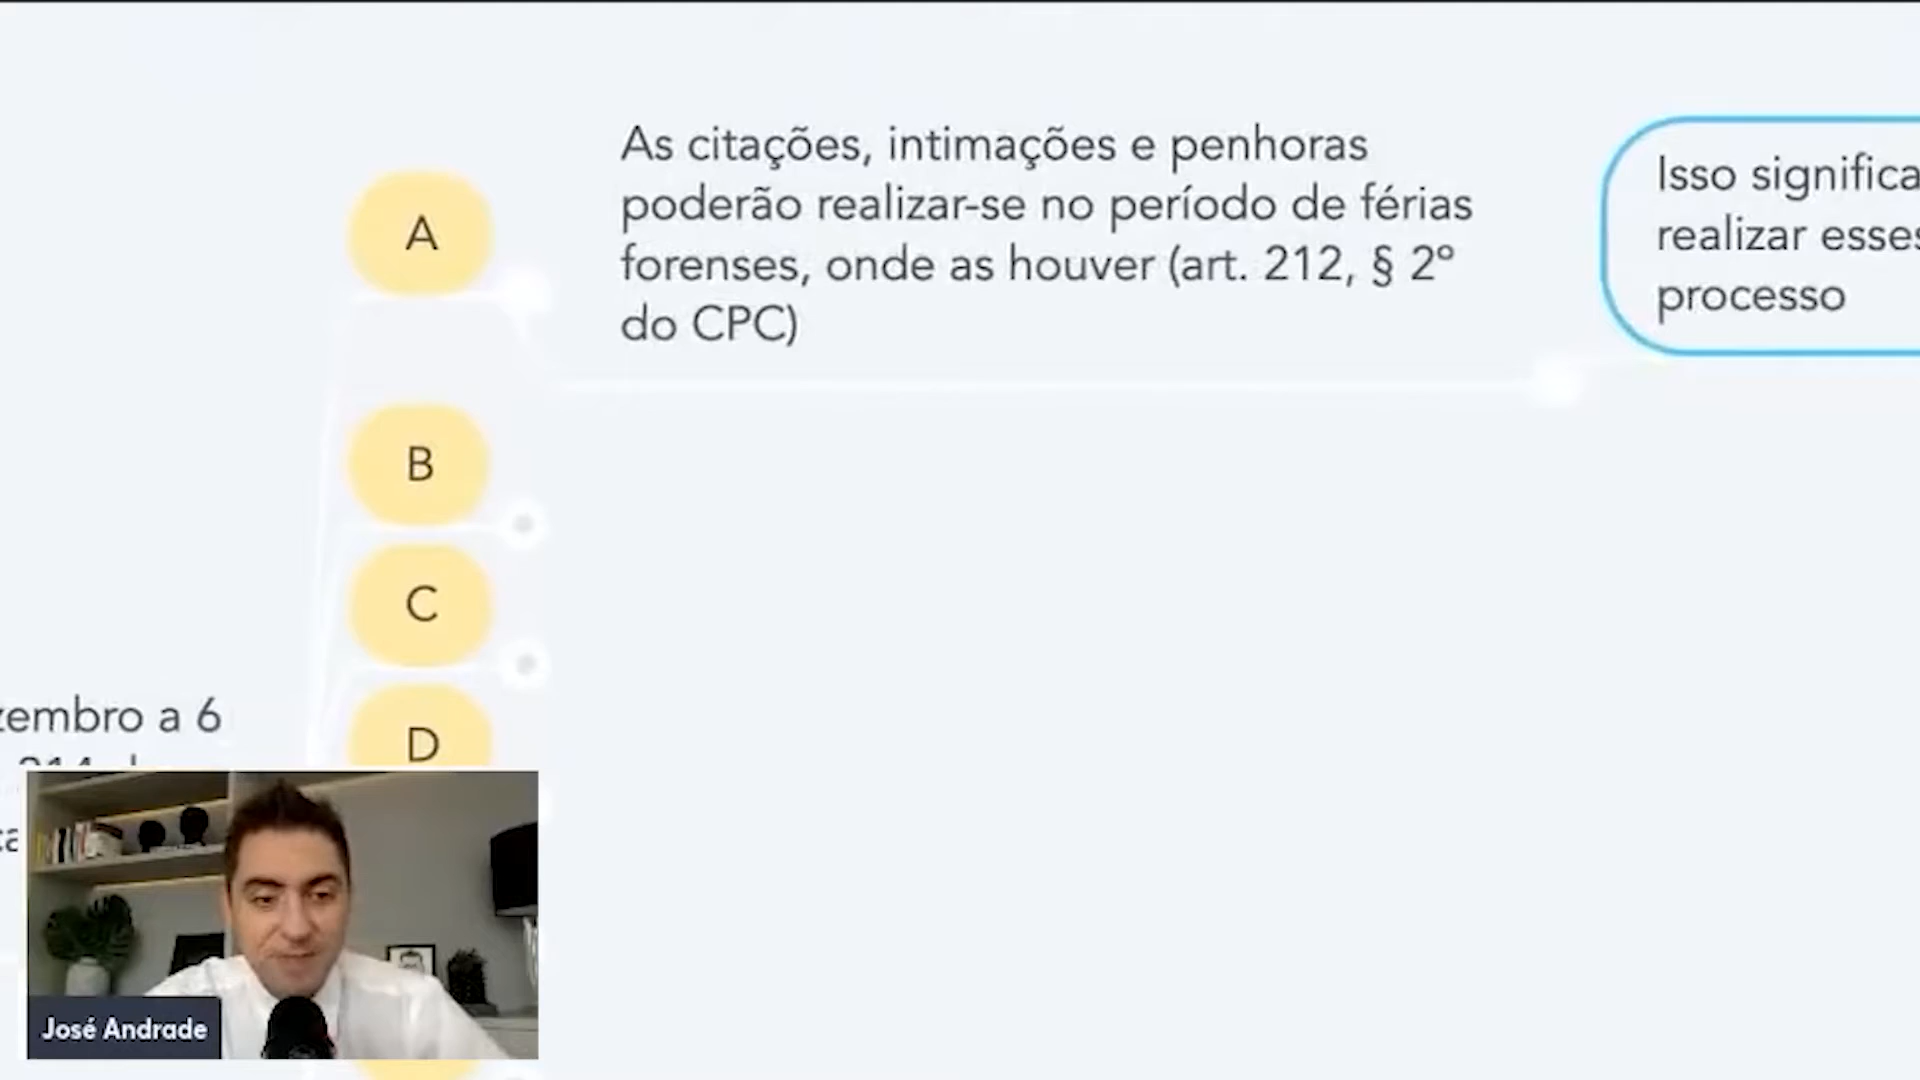 As citações, intimações e penhoras
poderão realizar-se no período de férias
forenses, onde as houver (art. 212, § 2º
do CPC)
Isso significa
realizar esses
processo
A
B
C
D
zembro a 6
José Andrade